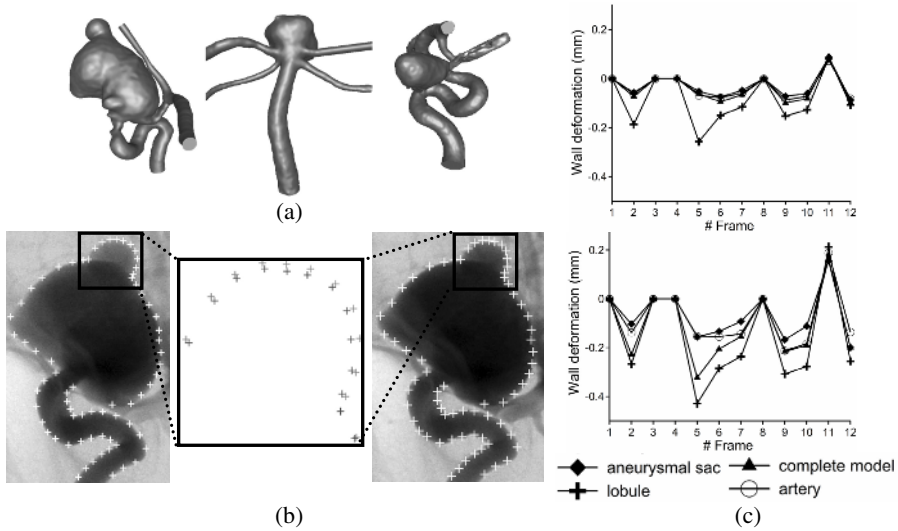 (a)
(b)
(c)
Wall deformation (mm)
0.2
0
-0.2
-0.4
1 2 3 4 5 6 7 8 9 10 11 12
# Frame
Wall deformation (mm)
0.2
0
-0.2
-0.4
1 2 3 4 5 6 7 8 9 10 11 12
# Frame
aneurysmal sac
complete model
lobule
artery